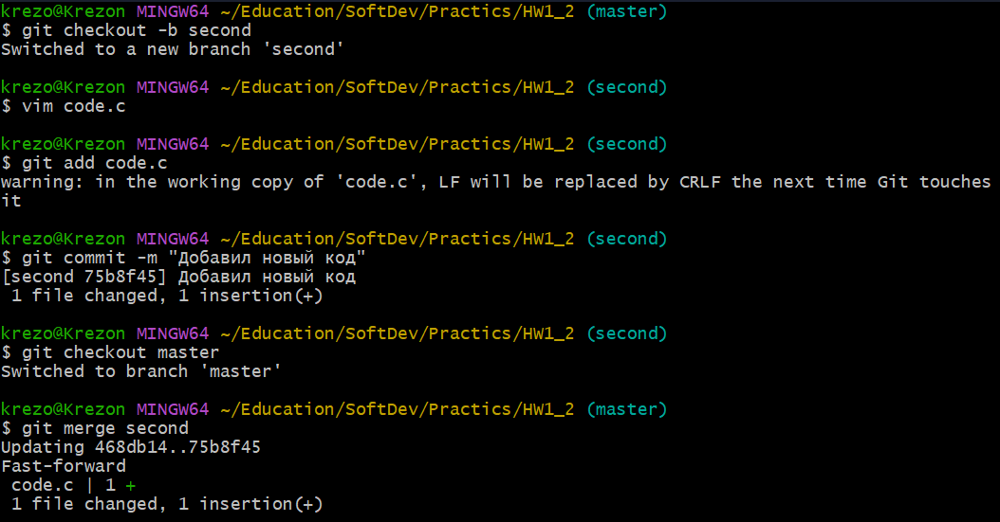 krezo@Krezon MINGW64 ~/Education/SoftDev/Practics/HW1_2 (master)
$ git checkout -b second
Switched to a new branch 'second'
krezo@Krezon MINGW64 ~/Education/SoftDev/Practics/HW1_2 (second)
$ vim code.c
krezo@Krezon MINGW64 ~/Education/SoftDev/Practics/HW1_2 (second)
$ git add code.c
warning: in the working copy of 'code.c', LF will be replaced by CRLF the next time Git touches
it
krezo@Krezon MINGW64 ~/Education/SoftDev/Practics/HW1_2 (second)
$ git commit -m "Добавил новый код"
[second 75b8f45] Добавил новый код
 1 file changed, 1 insertion(+)
krezo@Krezon MINGW64 ~/Education/SoftDev/Practics/HW1_2 (second)
$ git checkout master
Switched to branch 'master'
krezo@Krezon MINGW64 ~/Education/SoftDev/Practics/HW1_2 (master)
$ git merge second
Updating 468db14..75b8f45
Fast-forward
 code.c | 1 +
 1 file changed, 1 insertion(+)